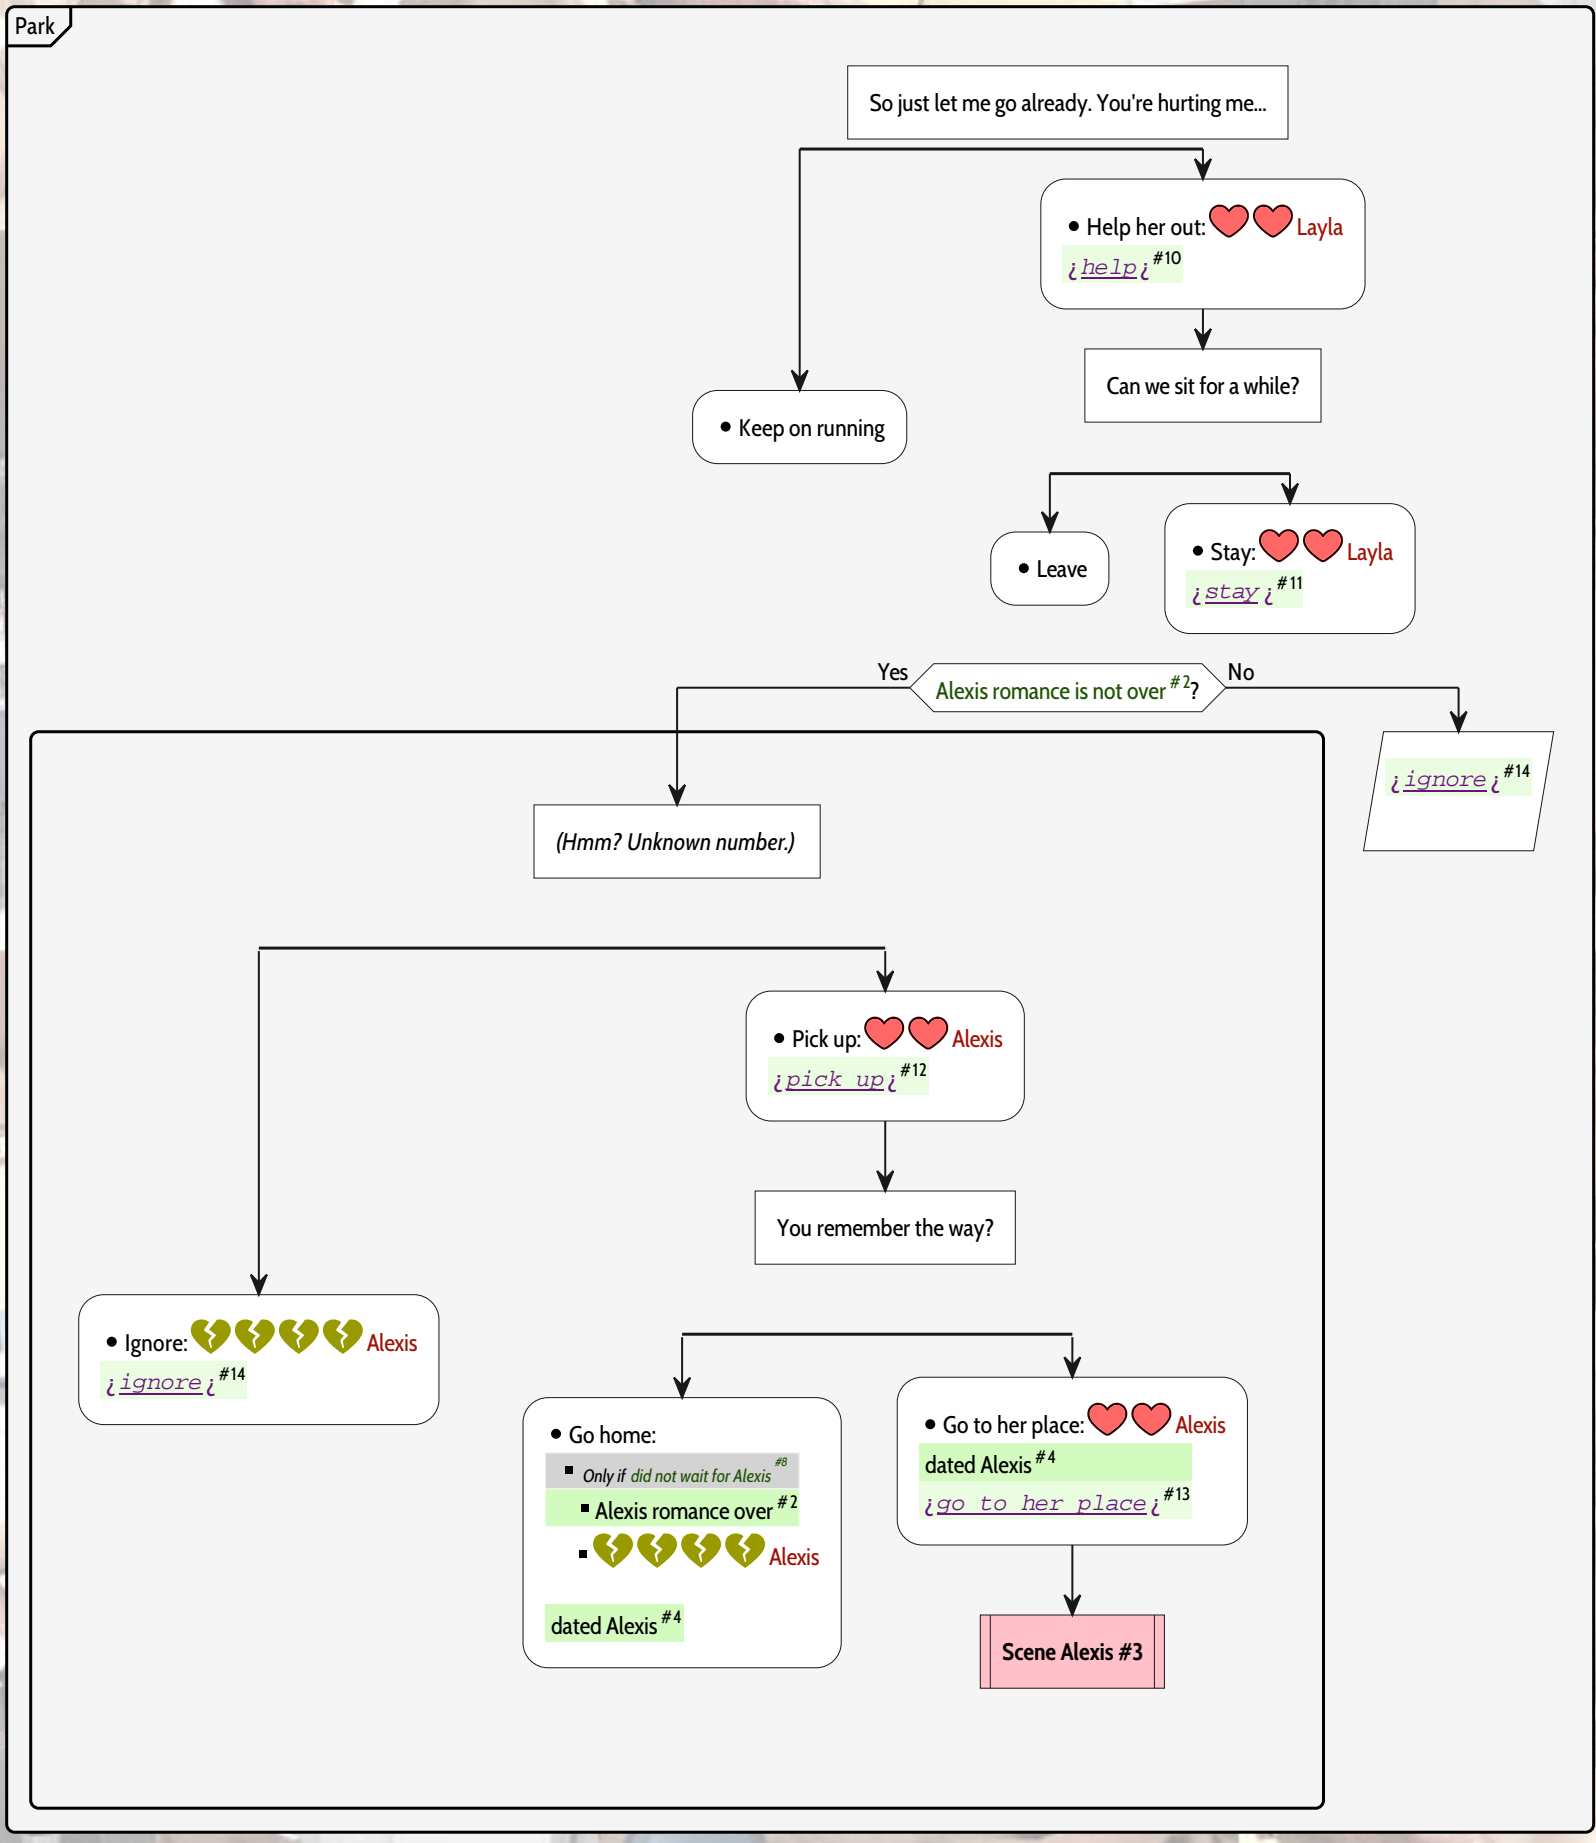 Park
So just let me go already. You're hurting me...
• Help her out: Layla
¿help¿ #10
Can we sit for a while?
• Keep on running
• Leave
• Stay: Layla
¿stay¿ #11
Yes
Alexis romance is not over #2?
No
¿ignore¿ #14
(Hmm? Unknown number.)
• Pick up: Alexis
¿pick up¿ #12
You remember the way?
• Ignore: Alexis
¿ignore¿ #14
• Go home:
▪ Only if did not wait for Alexis #8
▪ Alexis romance over #2
▪ Alexis
dated Alexis #4
• Go to her place: Alexis
dated Alexis #4
¿go to her place¿ #13
Scene Alexis #3